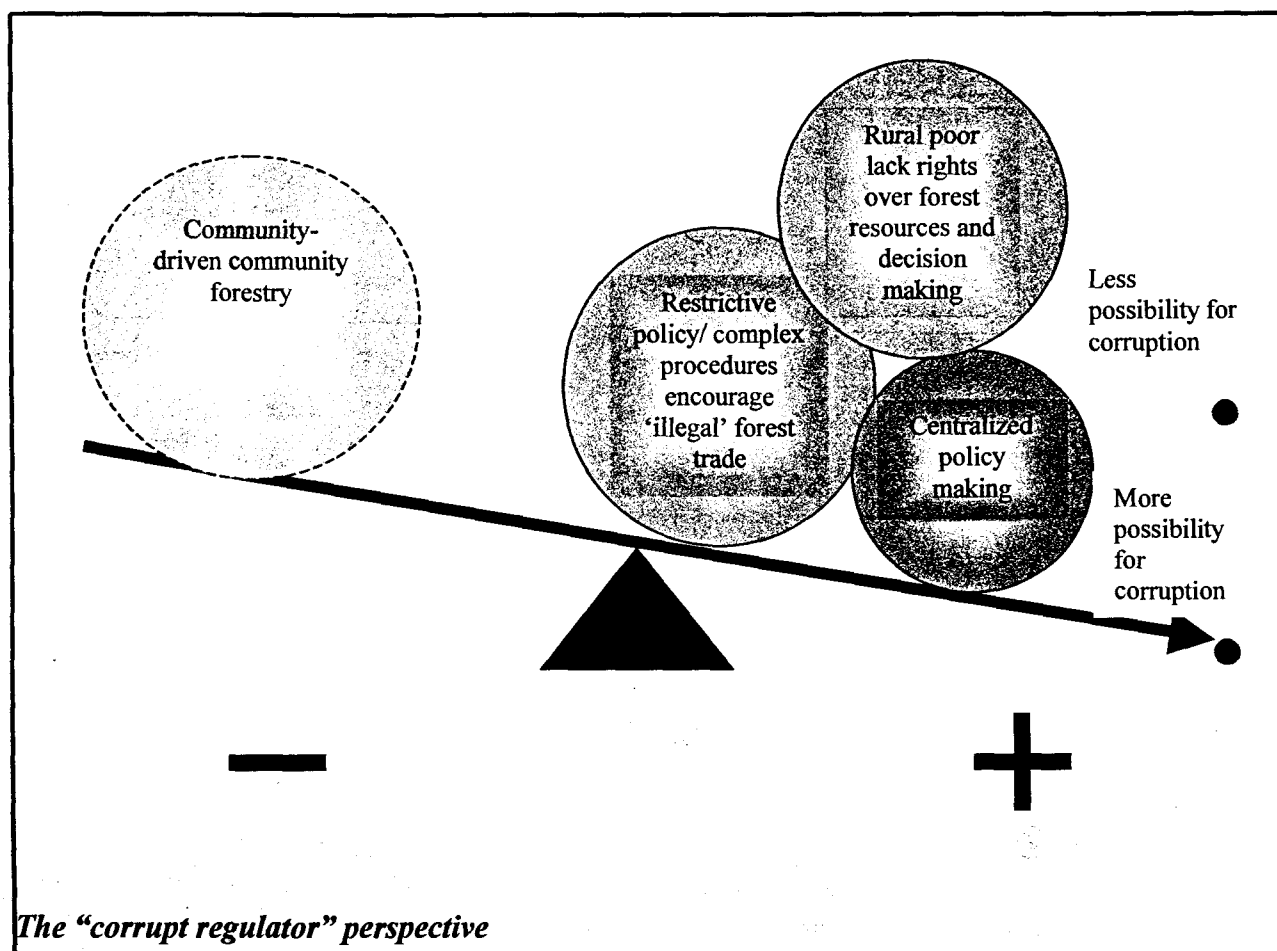 Community-
driven community
forestry
Restrictive
policy/ complex
procedures
encourage
‘illegal’ forest
trade
Rural poor
lack rights
over forest
resources and
decision
making
Centralized
policy
making
Less
possibility for
corruption
More
possibility
for
corruption
The “corrupt regulator” perspective